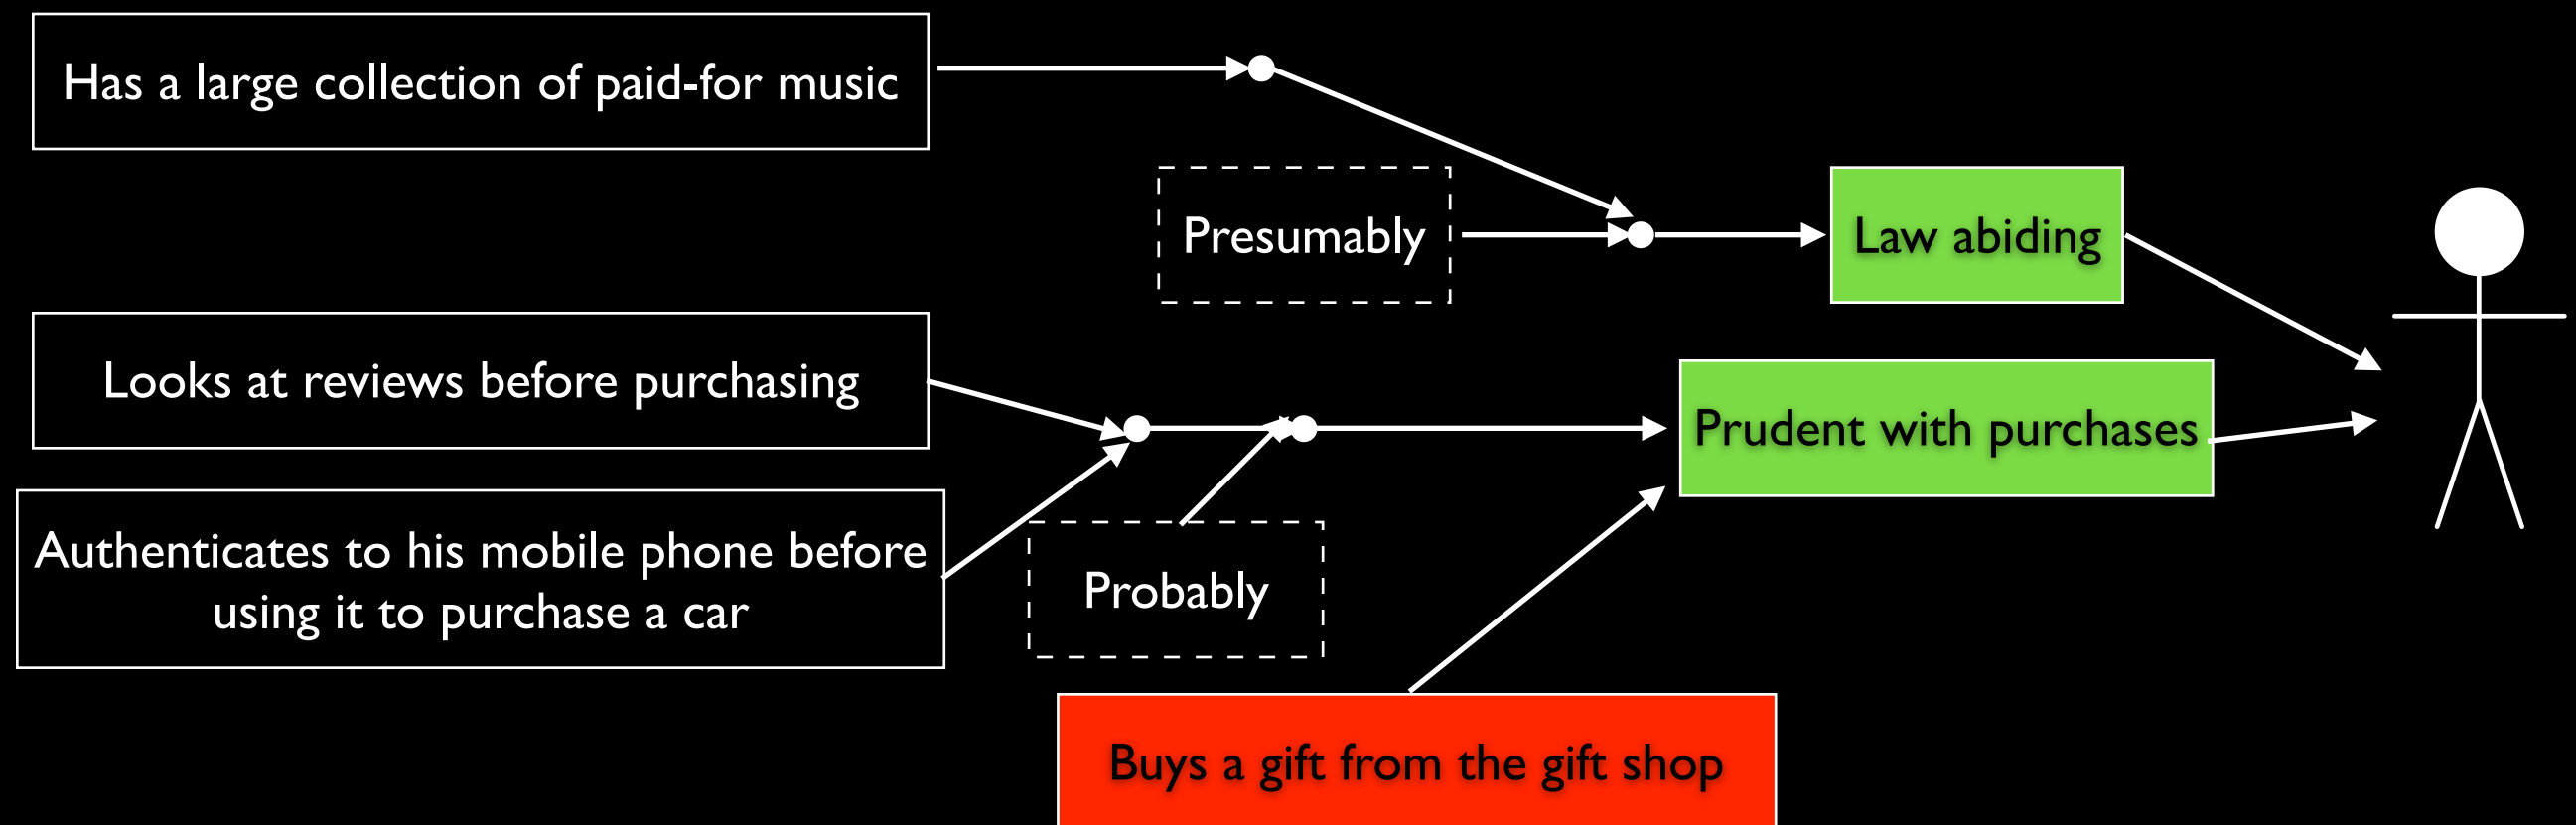 Has a large collection of paid-for music
Presumably
Law abiding
Looks at reviews before purchasing
Prudent with purchases
Authenticates to his mobile phone before
using it to purchase a car
Probably
Buys a gift from the gift shop